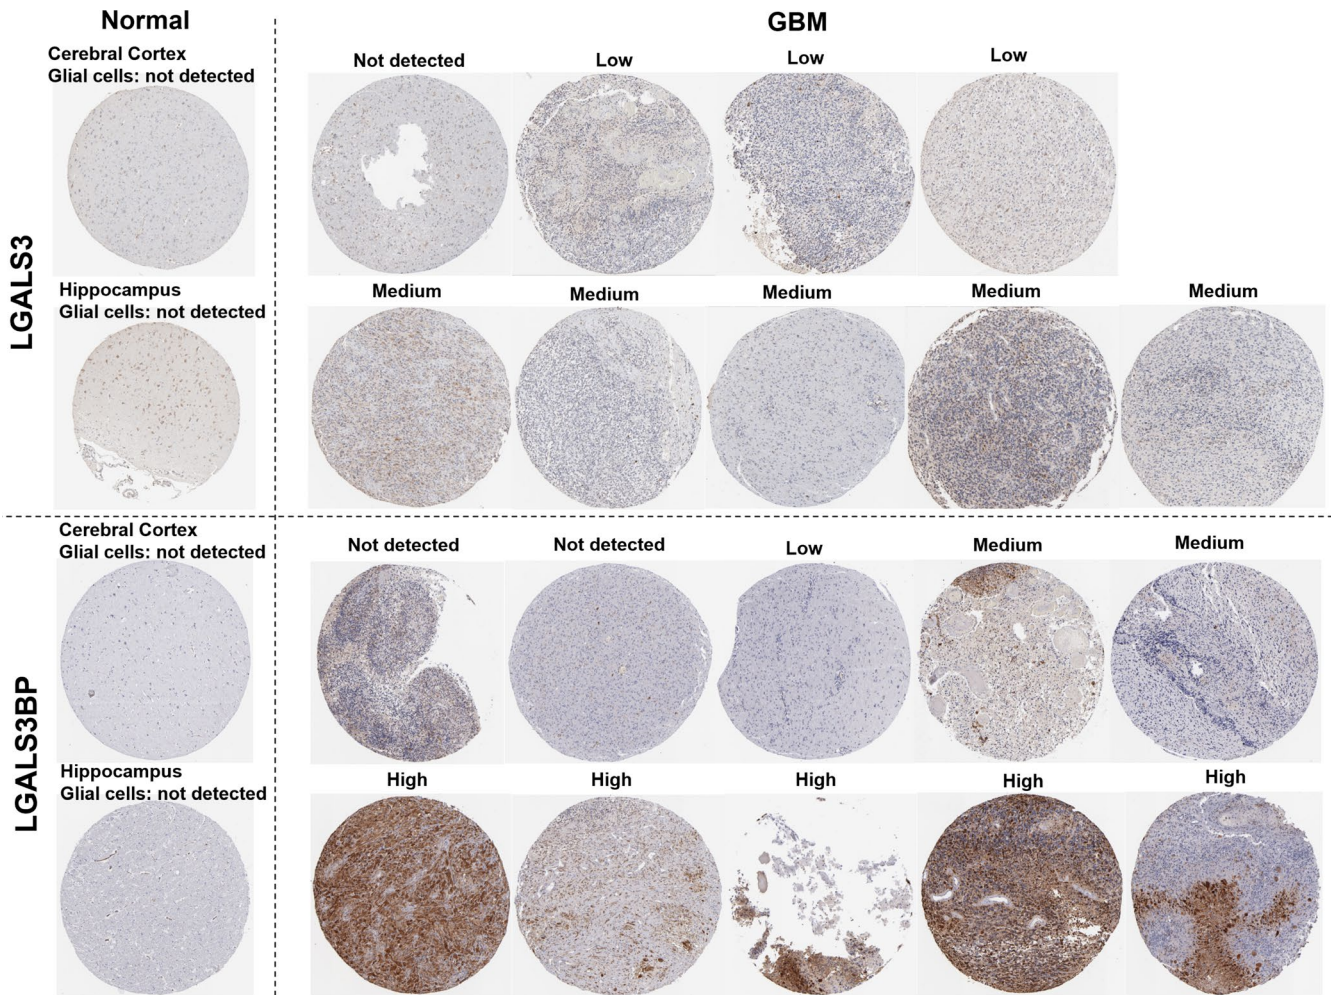 Normal
GBM
LGALS3
Cerebral Cortex
Glial cells: not detected
Not detected
Low
Low
Low
Hippocampus
Glial cells: not detected
Medium
Medium
Medium
Medium
Medium
LGALS3BP
Cerebral Cortex
Glial cells: not detected
Not detected
Not detected
Low
Medium
Medium
Hippocampus
Glial cells: not detected
High
High
High
High
High